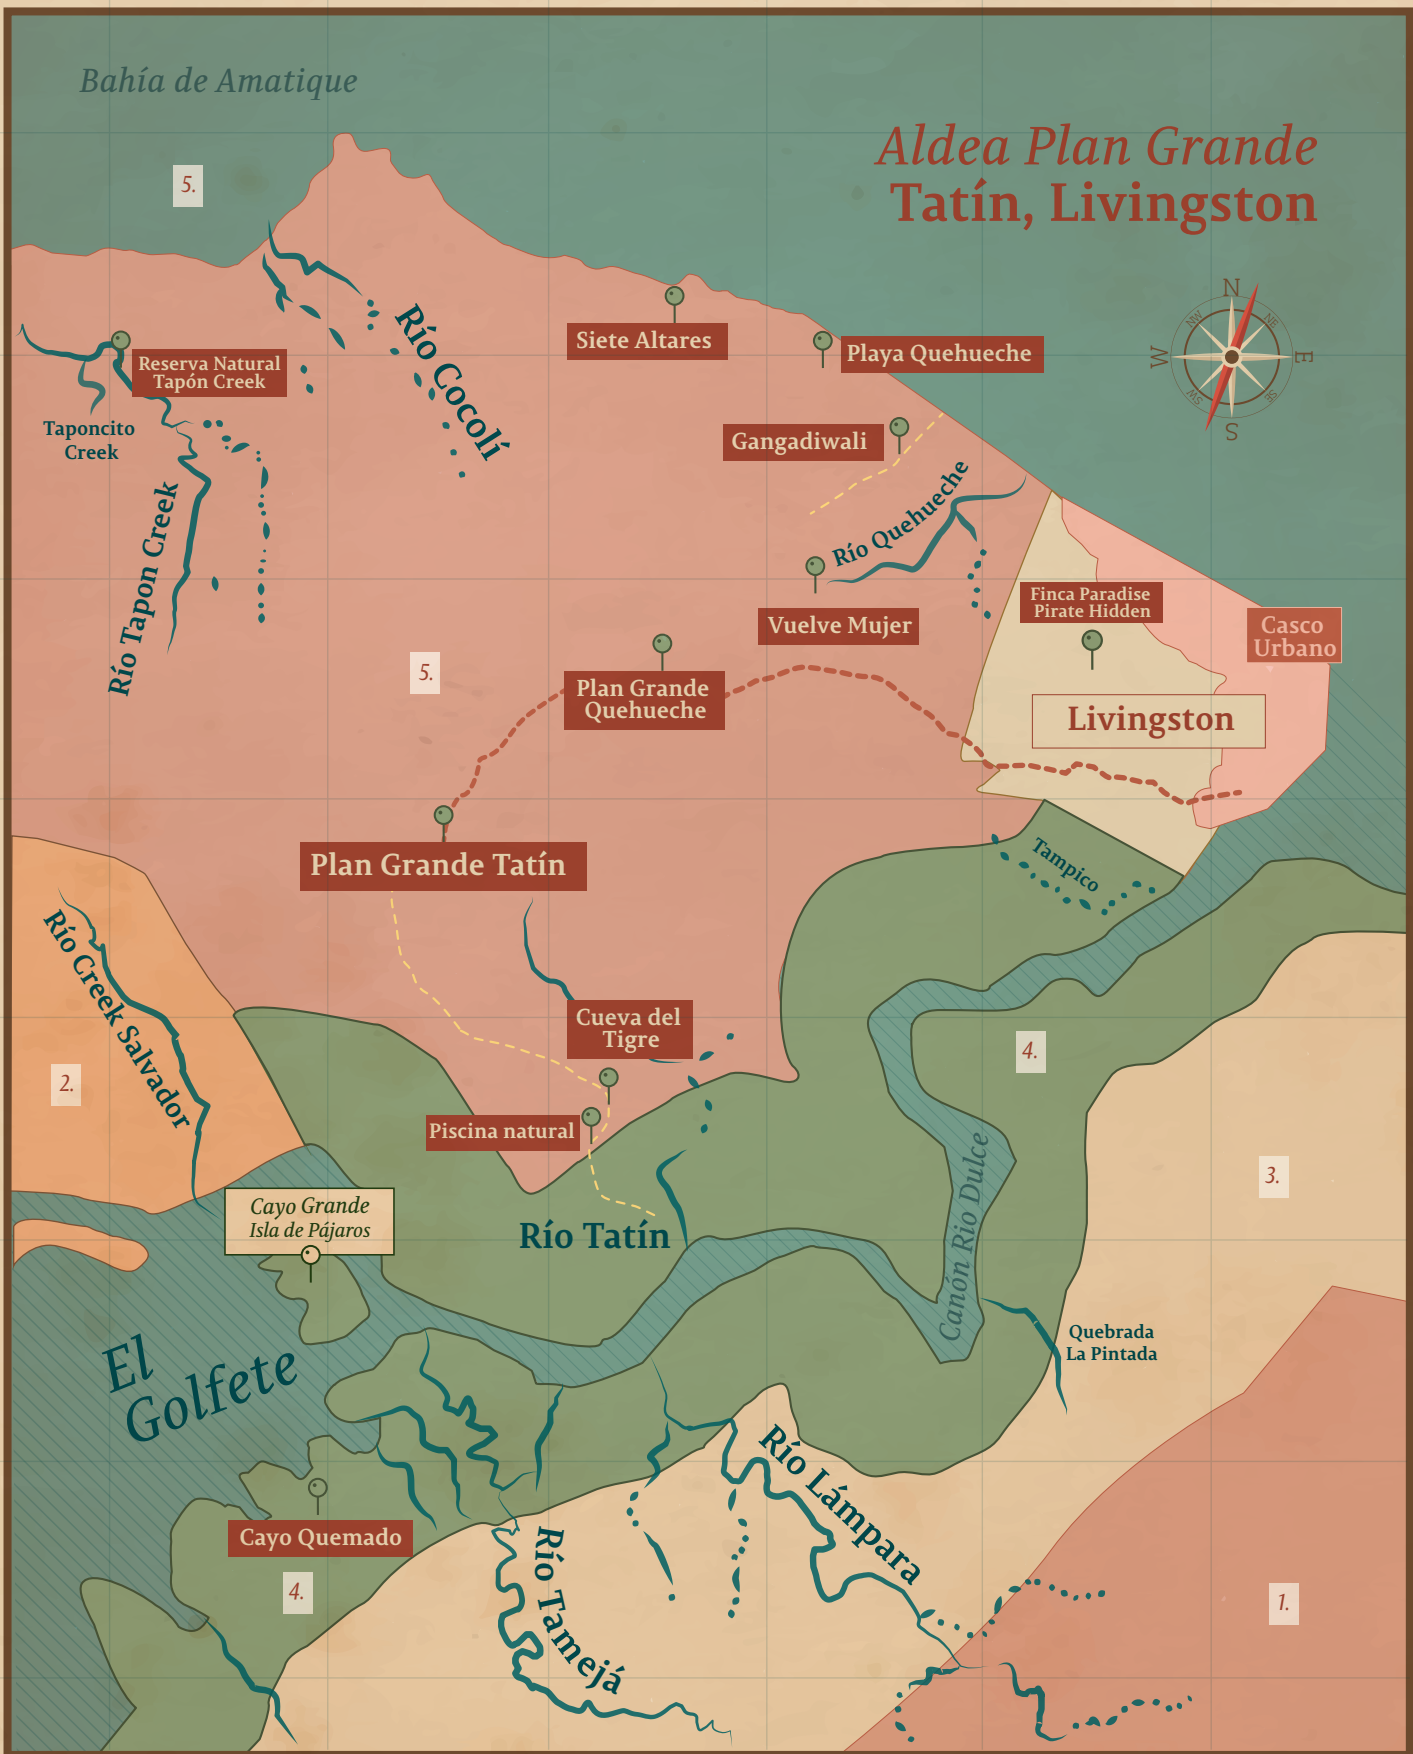 Bahía de Amatique
Aldea Plan Grande
Tatín, Livingston
5.
N
NW
NE
W
E
SW
SE
S
Río Cocolí
Siete Altares
Playa Quehueche
Reserva Natural
Tapón Creek
Taponcito
Creek
Gangadiwali
Río Quehueche
Río Tapon Creek
Vuelve Mujer
Finca Paradise
Pirate Hidden
Casco
Urbano
5.
Plan Grande
Quehueche
Livingston
Plan Grande Tatín
Tampico
Río Creek Salvador
Cueva del
Tigre
4.
2.
Piscina natural
3.
Canón Rio Dulce
Cayo Grande
Isla de Pájaros
Río Tatín
Quebrada
La Pintada
El
Golfete
Río Lámpara
Cayo Quemado
Río Tamejá
4.
1.